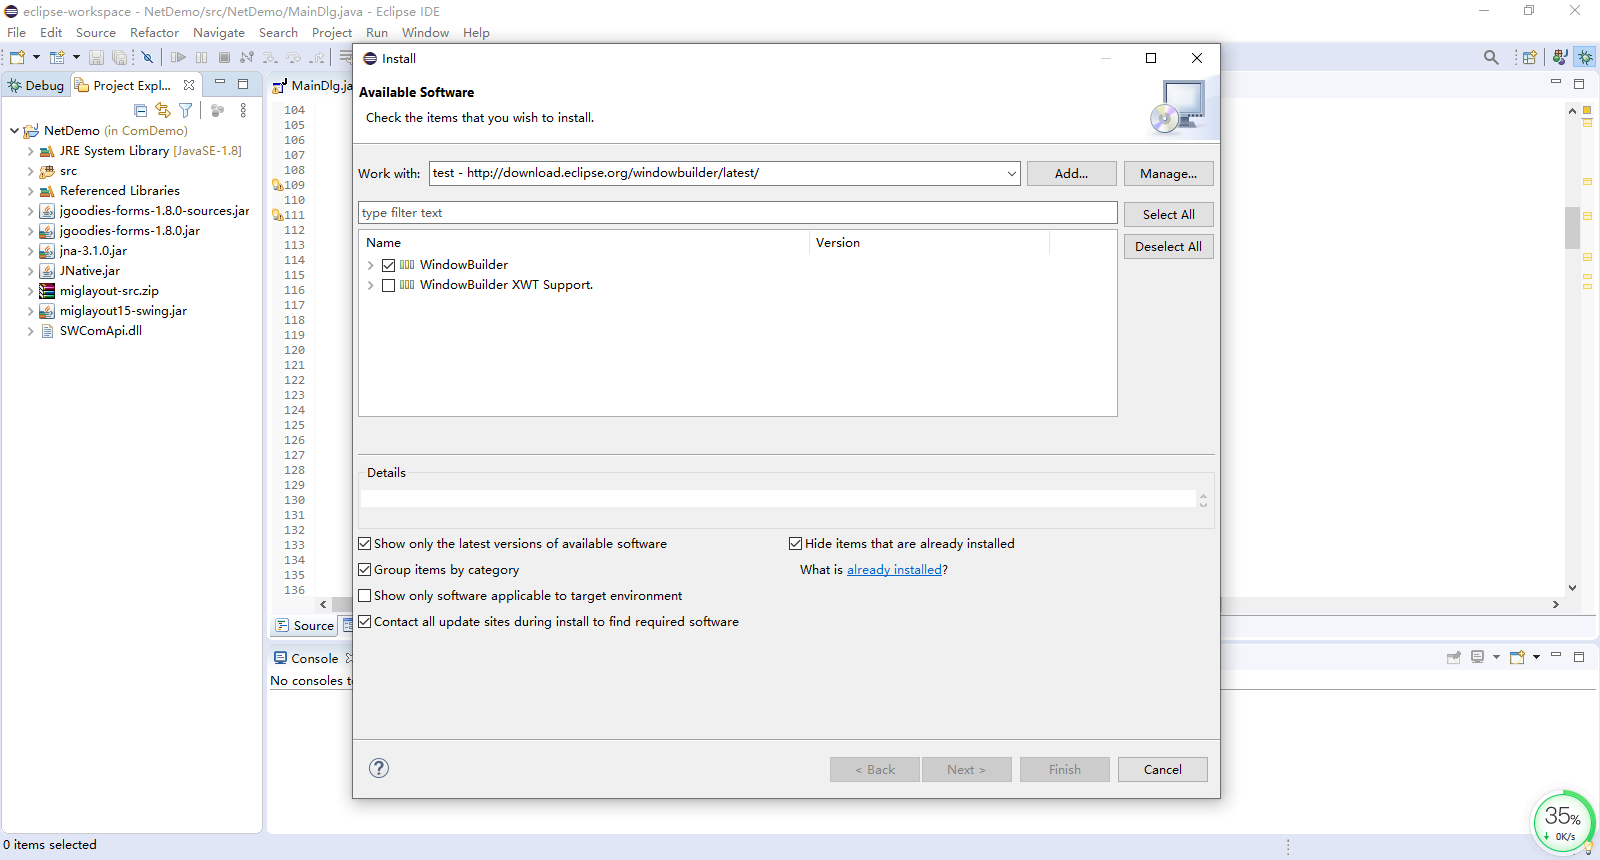 eclipse-workspace - NetDemo/src/NetDemo/MainDlg.java - Eclipse IDE
File Edit Source Refactor Navigate Search Project Run Window Help
Debug Project Expl...
NetDemo (in ComDemo)
JRE System Library [JavaSE-1.8]
src
Referenced Libraries
jgoodies-forms-1.8.0-sources.jar
jgoodies-forms-1.8.0.jar
jna-3.1.0.jar
JNative.jar
miglayout-src.zip
miglayout15-swing.jar
SWComApi.dll
0 items selected
MainDlg.ja
104
105
106
107
108
109
110
111
112
113
114
115
116
117
118
119
120
121
122
123
124
125
126
127
128
129
130
131
132
133
134
135
136
Source
Console
No consoles t
Install
Available Software
Check the items that you wish to install.
Work with: test - http://download.eclipse.org/windowbuilder/latest/ Add... Manage...
type filter text Select All
Deselect All
Name Version
WindowBuilder
WindowBuilder XWT Support.
Details
Show only the latest versions of available software Hide items that are already installed
Group items by category What is already installed?
Show only software applicable to target environment
Contact all update sites during install to find required software
? < Back Next > Finish Cancel
35%
0K/s